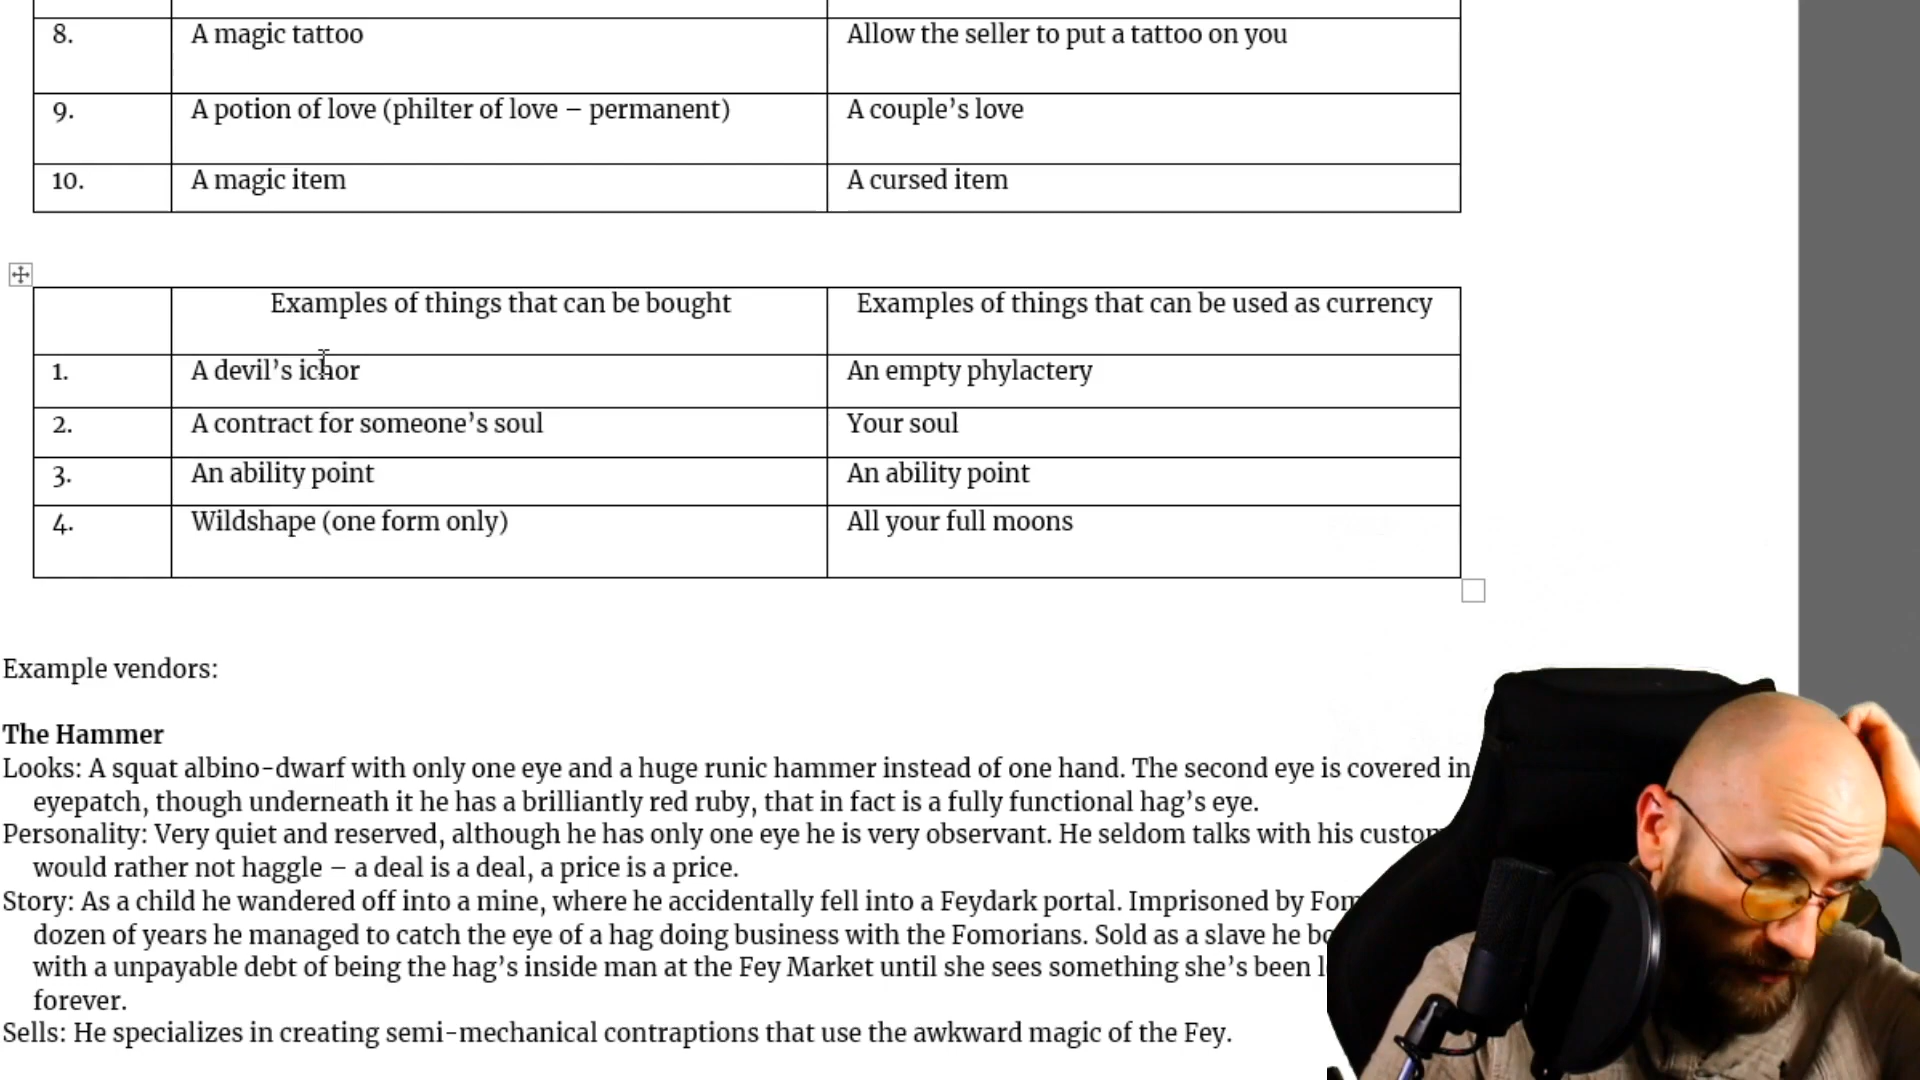 8. A magic tattoo Allow the seller to put a tattoo on you
9. A potion of love (philter of love – permanent) A couple’s love
10. A magic item A cursed item
Examples of things that can be bought Examples of things that can be used as currency
1. A devil’s ichor An empty phylactery
2. A contract for someone’s soul Your soul
3. An ability point An ability point
4. Wildshape (one form only) All your full moons
Example vendors:
The Hammer
Looks: A squat albino-dwarf with only one eye and a huge runic hammer instead of one hand. The second eye is covered in
eyepatch, though underneath it he has a brilliantly red ruby, that in fact is a fully functional hag’s eye.
Personality: Very quiet and reserved, although he has only one eye he is very observant. He seldom talks with his
would rather not haggle – a deal is a deal, a price is a price.
Story: As a child he wandered off into a mine, where he accidentally fell into a Feydark portal. Imprisoned by
dozen of years he managed to catch the eye of a hag doing business with the Fomorians. Sold as a slave he
with a unpayable debt of being the hag’s inside man at the Fey Market until she sees something she’s been
forever.
Sells: He specializes in creating semi-mechanical contraptions that use the awkward magic of the Fey.